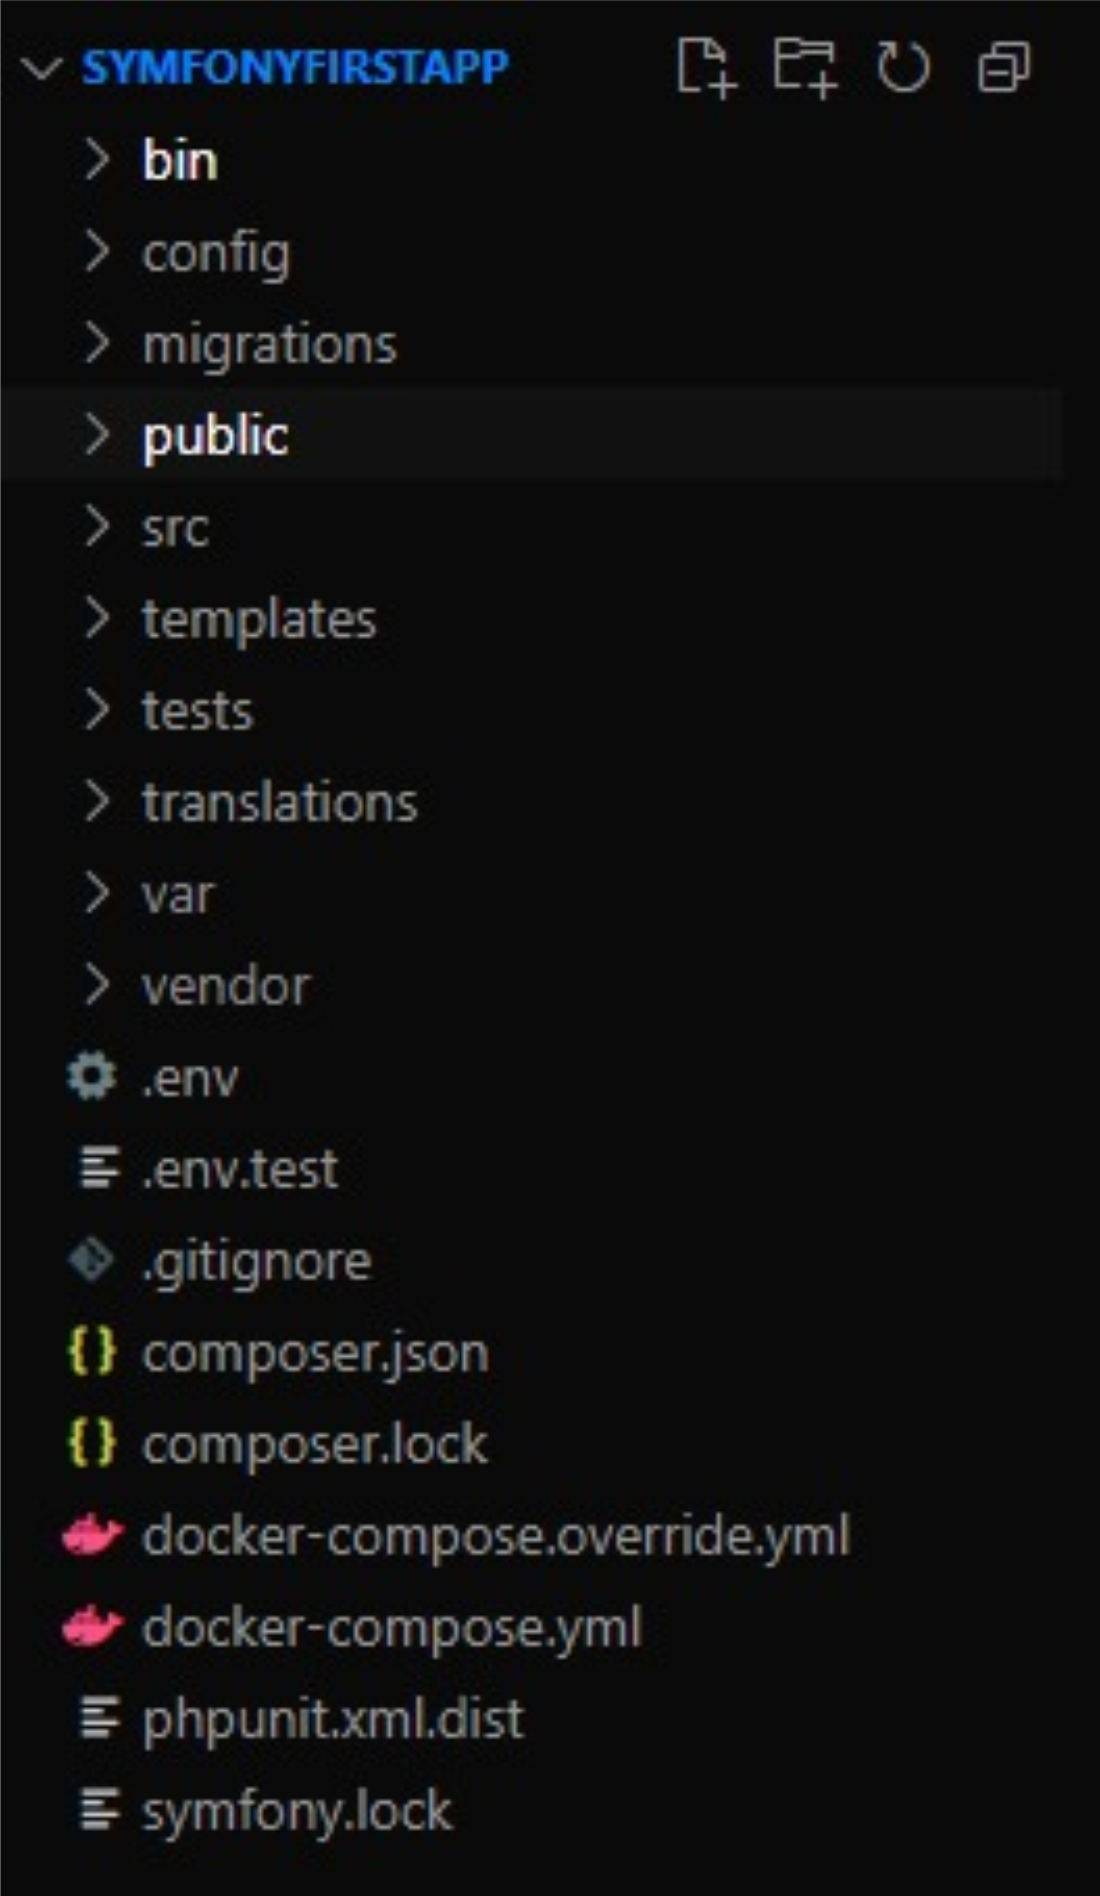 SYMFONYFIRSTAPP
bin
config
migrations
public
src
templates
tests
translations
var
vendor
.env
.env.test
.gitignore
composer.json
composer.lock
docker-compose.override.yml
docker-compose.yml
phpunit.xml.dist
symfony.lock